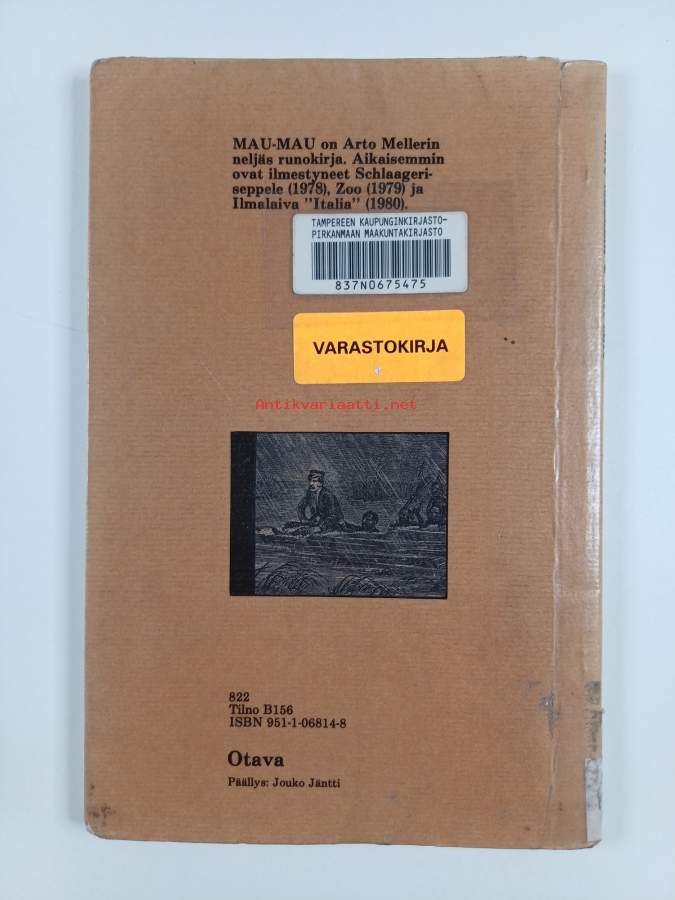 MAU-MAU on Arto Mellerin
neljäs runokirja. Aikaisemmin
ovat ilmestyneet Schlaageri-
seppele (1978), Zoo (1979) ja
Ilmalaiva "Italia" (1980).
TAMPEREEN KAUPUNGINKIRJASTO-
PIRKANMAAN MAAKUNTAKIRJASTO
837N0675475
VARASTOKIRJA
Antikvariaatti.net
822
Tilno B156
ISBN 951-1-06814-8
Otava
Päällys: Jouko Jäntti